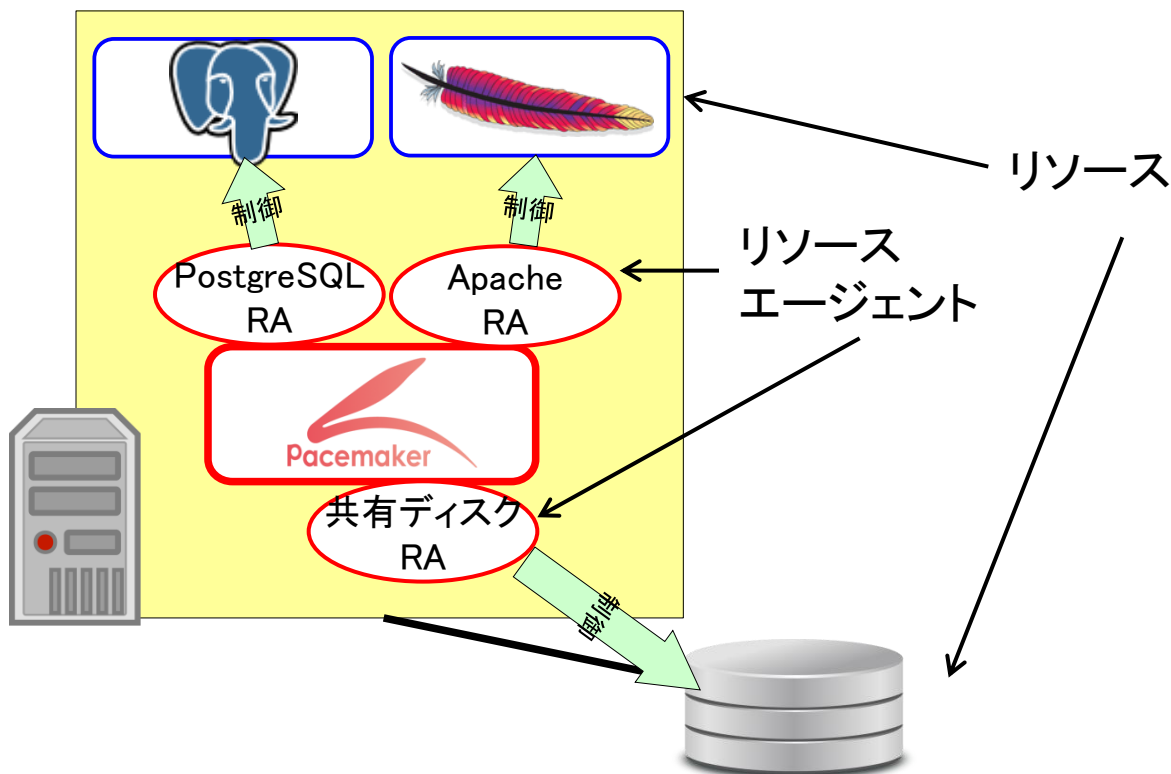 制御
制御
リソース
PostgreSQL
RA
Apache
RA
リソース
エージェント
Pacemaker
共有ディスク
RA
制御